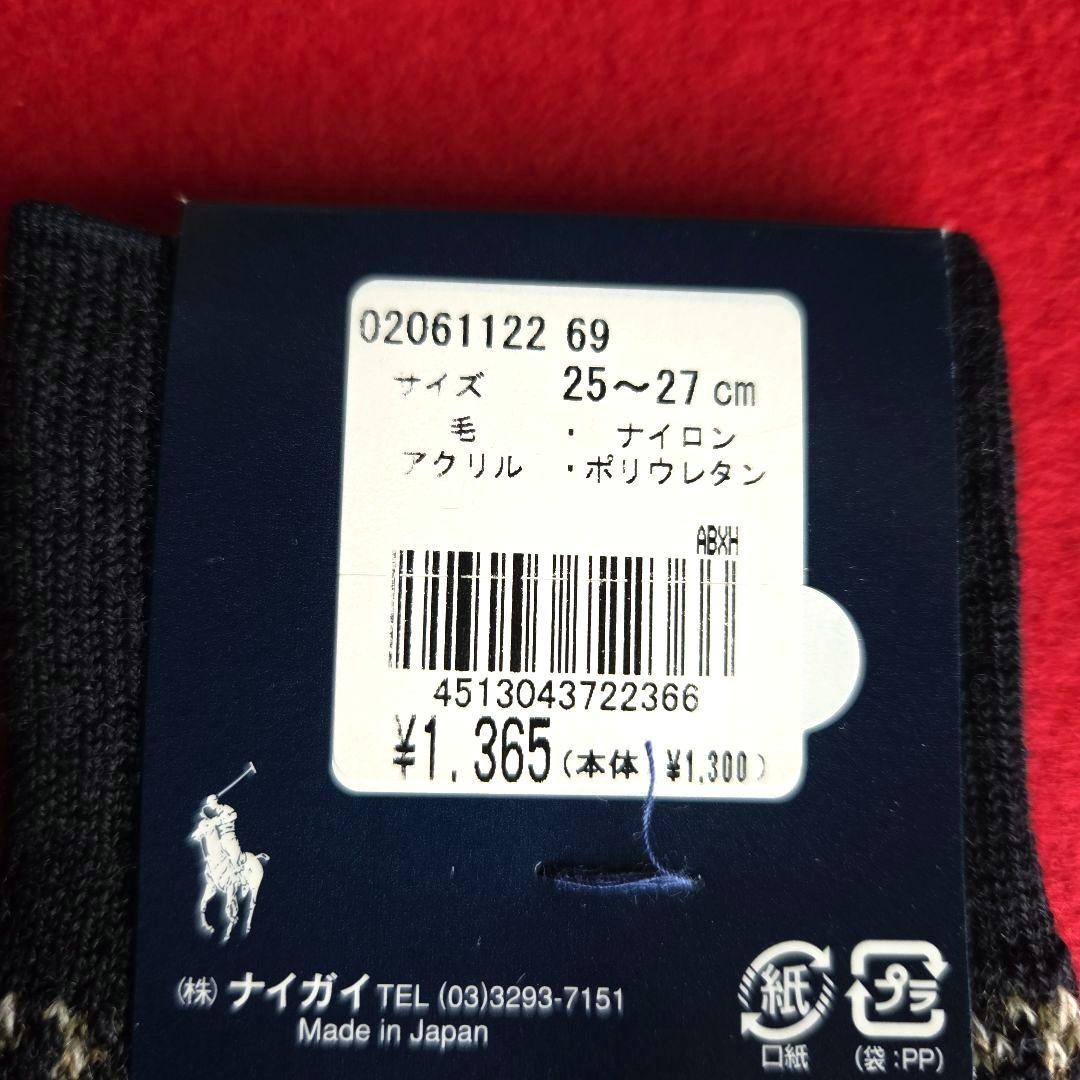 02061122 69
サイズ 25～27 cm
毛 ・ ナイロン
アクリル ・ポリウレタン
ABXH
4513043722366
¥1,365（本体 ¥1,300）
㈱ ナイガイ TEL (03)3293-7151
Made in Japan
紙
口紙
プラ
(袋:PP)